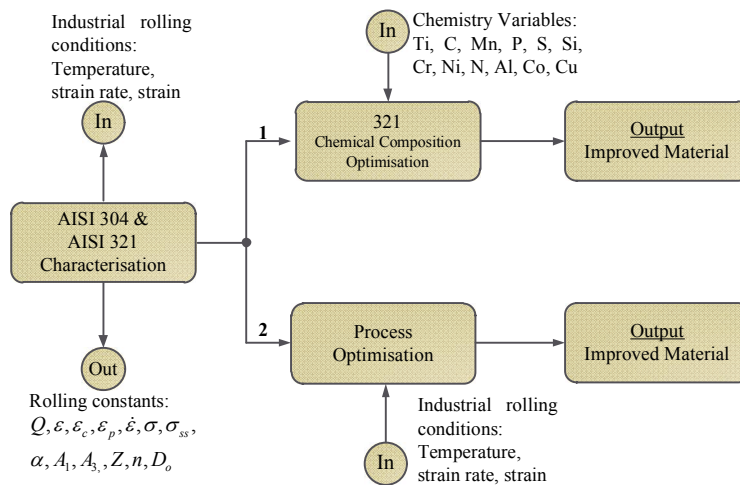 Industrial rolling
conditions:
Temperature,
strain rate, strain
In
AISI 304 &
AISI 321
Characterisation
Out
Rolling constants:
Q, ε, ε_c, ε_p, ε̇, σ, σ_ss,
α, A_1, A_3, Z, n, D_o
1
2
In
Chemistry Variables:
Ti, C, Mn, P, S, Si,
Cr, Ni, N, Al, Co, Cu
321
Chemical Composition
Optimisation
Output
Improved Material
Process
Optimisation
Output
Improved Material
In
Industrial rolling
conditions:
Temperature,
strain rate, strain